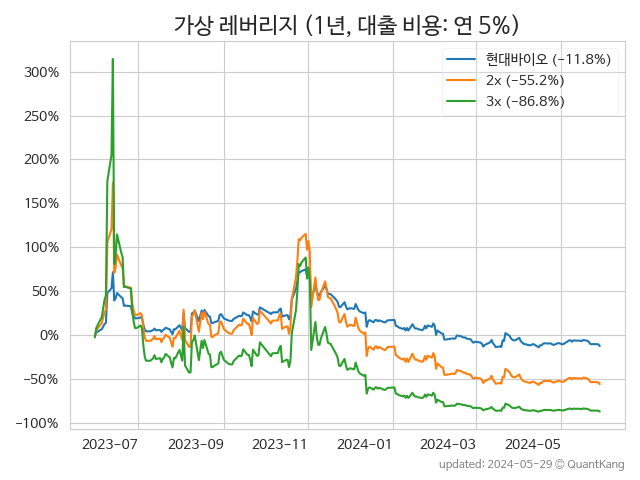 가상 레버리지 (1년, 대출 비용: 연 5%)
현대바이오 (-11.8%)
2x (-55.2%)
3x (-86.8%)
300%
250%
200%
150%
100%
50%
0%
-50%
-100%
2023-07 2023-09 2023-11 2024-01 2024-03 2024-05
updated: 2024-05-29 © QuantKang